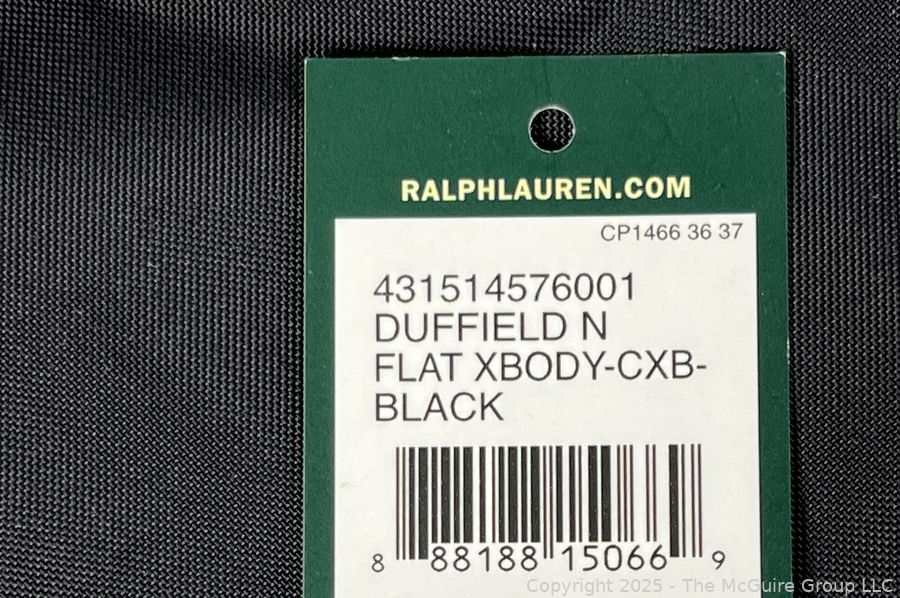 RALPHLAUREN.COM
CP1466 36 37
431514576001
DUFFIELD N
FLAT XBODY-CXB-
BLACK
8 88188 15066 9
Copyright 2025 - The McGuire Group LLC